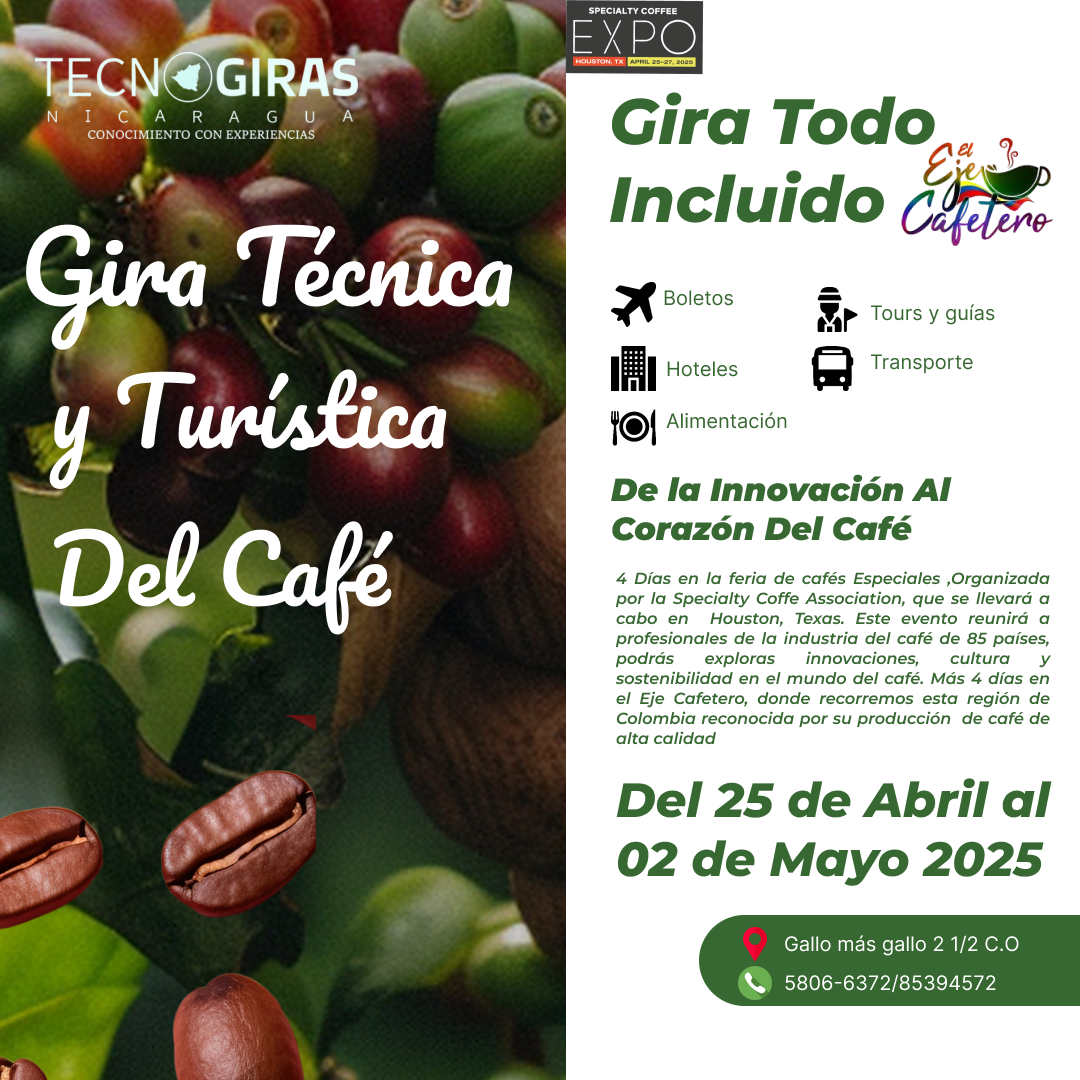 TECNOGIRAS
NICARAGUA
CONOCIMIENTO CON EXPERIENCIAS
Gira Técnica
y Turística
Del Café
SPECIALTY COFFEE
EXPO
HOUSTON, TX APRIL 25-27, 2025
Gira Todo
Incluido
el
Eje
Cafetero
Boletos
Tours y guías
Hoteles
Transporte
Alimentación
De la Innovación Al
Corazón Del Café
4 Días en la feria de cafés Especiales ,Organizada
por la Specialty Coffe Association, que se llevará a
cabo en Houston, Texas. Este evento reunirá a
profesionales de la industria del café de 85 países,
podrás exploras innovaciones, cultura y
sostenibilidad en el mundo del café. Más 4 días en
el Eje Cafetero, donde recorremos esta región de
Colombia reconocida por su producción de café de
alta calidad
Del 25 de Abril al
02 de Mayo 2025
Gallo más gallo 2 1/2 C.O
5806-6372/85394572